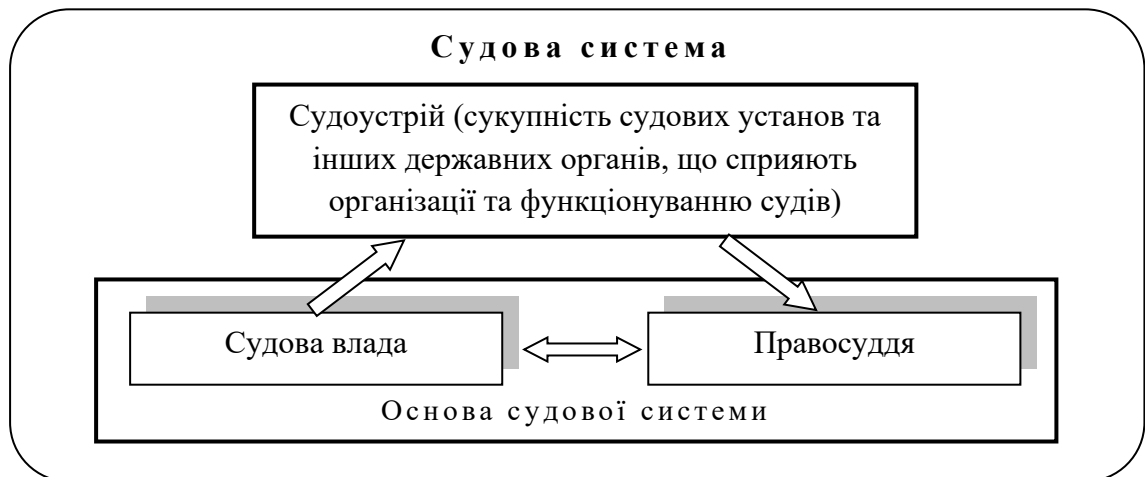 Судова система
Судоустрій (сукупність судових установ та
інших державних органів, що сприяють
організації та функціонуванню судів)
Судова влада
Правосуддя
Основа судової системи